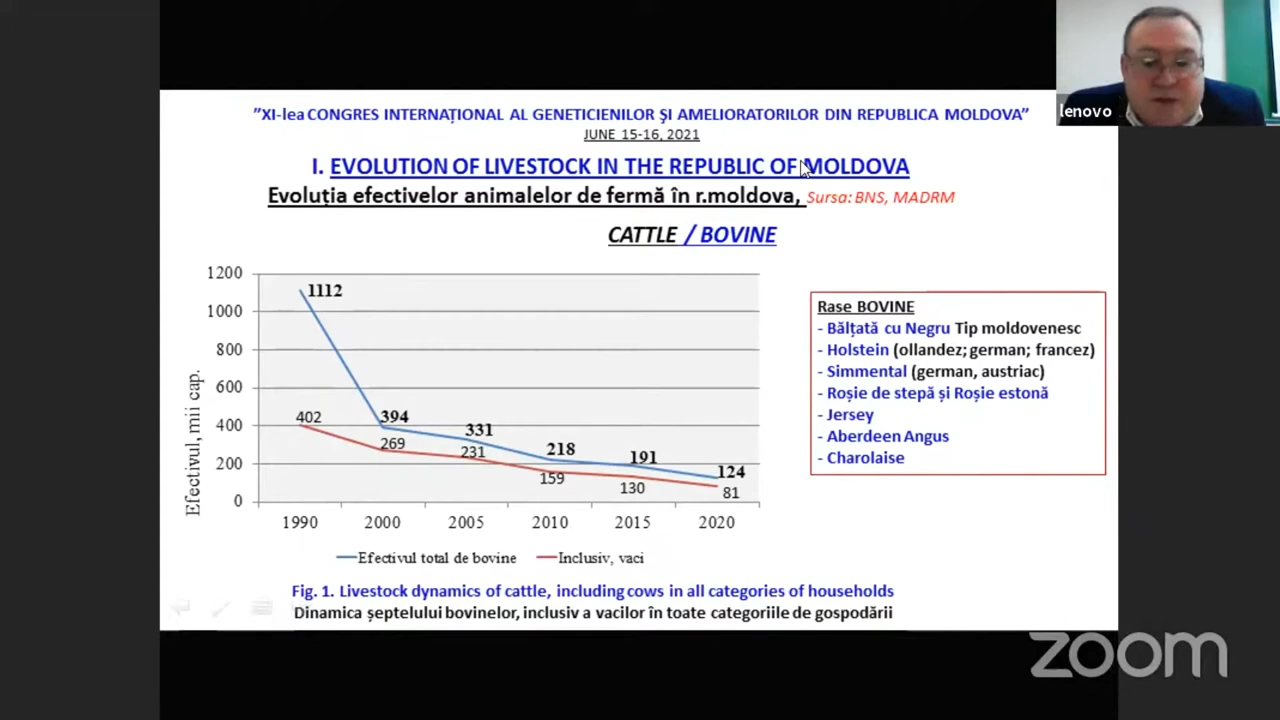 "XI-lea CONGRES INTERNAȚIONAL AL GENETICIENILOR ŞI AMELIORATORILOR DIN REPUBLICA MOLDOVA"
JUNE 15-16, 2021
I. EVOLUTION OF LIVESTOCK IN THE REPUBLIC OF MOLDOVA
Evoluția efectivelor animalelor de fermă în r.moldova, Sursa: BNS, MADRM
CATTLE / BOVINE
lenovo
Efectivul, mii cap.
1200
1000
800
600
400
200
0
1112
394
331
218
191
124
402
269
231
159
130
81
1990 2000 2005 2010 2015 2020
Efectivul total de bovine Inclusiv, vaci
Rase BOVINE
- Bălțată cu Negru Tip moldovenesc
- Holstein (ollandez; german; francez)
- Simmental (german, austriac)
- Roșie de stepă și Roșie estonă
- Jersey
- Aberdeen Angus
- Charolaise
Fig. 1. Livestock dynamics of cattle, including cows in all categories of households
Dinamica șeptelului bovinelor, inclusiv a vacilor în toate categoriile de gospodării
zoom